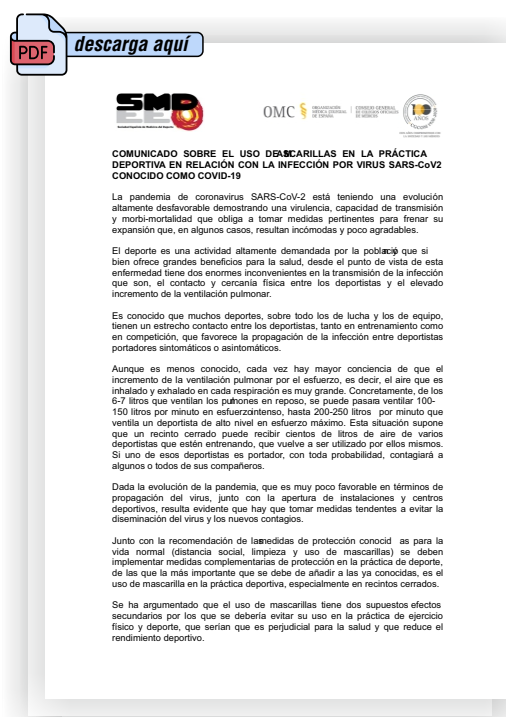 PDF
descarga aquí
SMD
EE
Sociedad Española de Medicina del Deporte
OMC
ORGANIZACIÓN
MÉDICA COLEGIAL
DE ESPAÑA
CONSEJO GENERAL
DE COLEGIOS OFICIALES
DE MÉDICOS
100
AÑOS
COMUNICADO SOBRE EL USO DE MASCARILLAS EN LA PRÁCTICA
DEPORTIVA EN RELACIÓN CON LA INFECCIÓN POR VIRUS SARS-CoV2
CONOCIDO COMO COVID-19
La pandemia de coronavirus SARS-CoV-2 está teniendo una evolución
altamente desfavorable demostrando una virulencia, capacidad de transmisión
y morbi-mortalidad que obliga a tomar medidas pertinentes para frenar su
expansión que, en algunos casos, resultan incómodas y poco agradables.
El deporte es una actividad altamente demandada por la población y que si
bien ofrece grandes beneficios para la salud, desde el punto de vista de esta
enfermedad tiene dos enormes inconvenientes en la transmisión de la infección
que son, el contacto y cercanía física entre los deportistas y el elevado
incremento de la ventilación pulmonar.
Es conocido que muchos deportes, sobre todo los de lucha y los de equipo,
tienen un estrecho contacto entre los deportistas, tanto en entrenamiento como
en competición, que favorece la propagación de la infección entre deportistas
portadores sintomáticos o asintomáticos.
Aunque es menos conocido, cada vez hay mayor conciencia de que el
incremento de la ventilación pulmonar por el esfuerzo, es decir, el aire que es
inhalado y exhalado en cada respiración es muy grande. Concretamente, de los
6-7 litros que ventilan los pulmones en reposo, se puede pasar a ventilar 100-
150 litros por minuto en esfuerzo intenso, hasta 200-250 litros por minuto que
ventila un deportista de alto nivel en esfuerzo máximo. Esta situación supone
que un recinto cerrado puede recibir cientos de litros de aire de varios
deportistas que estén entrenando, que vuelve a ser utilizado por ellos mismos.
Si uno de esos deportistas es portador, con toda probabilidad, contagiará a
algunos o todos de sus compañeros.
Dada la evolución de la pandemia, que es muy poco favorable en términos de
propagación del virus, junto con la apertura de instalaciones y centros
deportivos, resulta evidente que hay que tomar medidas tendentes a evitar la
diseminación del virus y los nuevos contagios.
Junto con la recomendación de las medidas de protección conocid as para la
vida normal (distancia social, limpieza y uso de mascarillas) se deben
implementar medidas complementarias de protección en la práctica de deporte,
de las que la más importante que se debe de añadir a las ya conocidas, es el
uso de mascarilla en la práctica deportiva, especialmente en recintos cerrados.
Se ha argumentado que el uso de mascarillas tiene dos supuestos efectos
secundarios por los que se debería evitar su uso en la práctica de ejercicio
físico y deporte, que serían que es perjudicial para la salud y que reduce el
rendimiento deportivo.